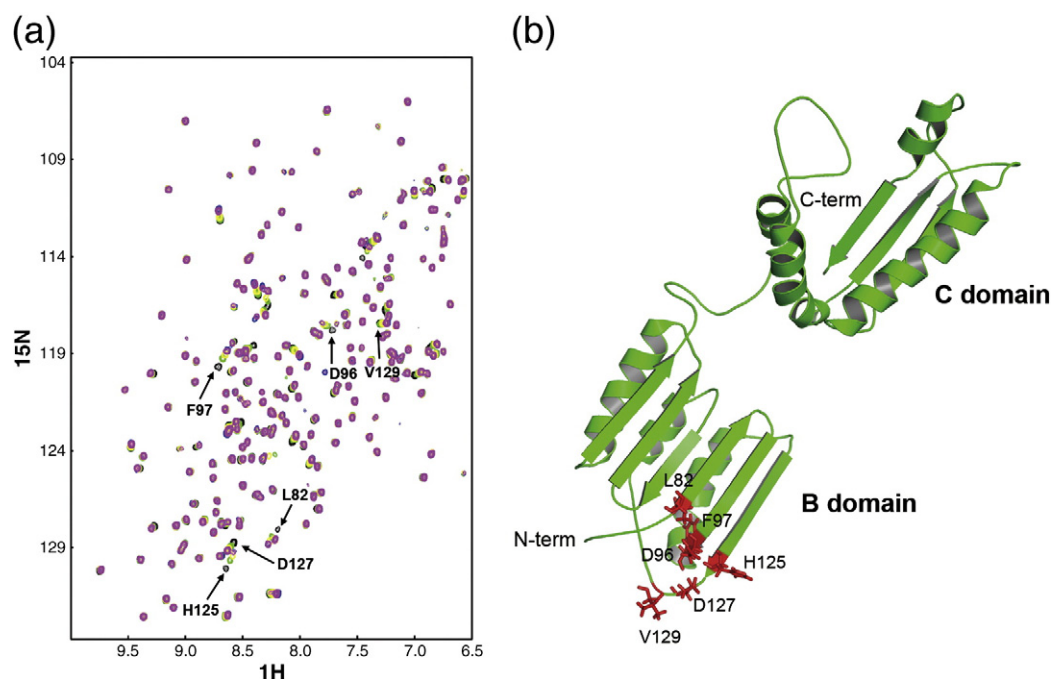 (a)
104
109
114
119
124
129
15N
F97
D96
V129
L82
D127
H125
9.5 9.0 8.5 8.0 7.5 7.0 6.5
1H
(b)
C-term
C domain
L82
F97
B domain
N-term
D96
H125
D127
V129